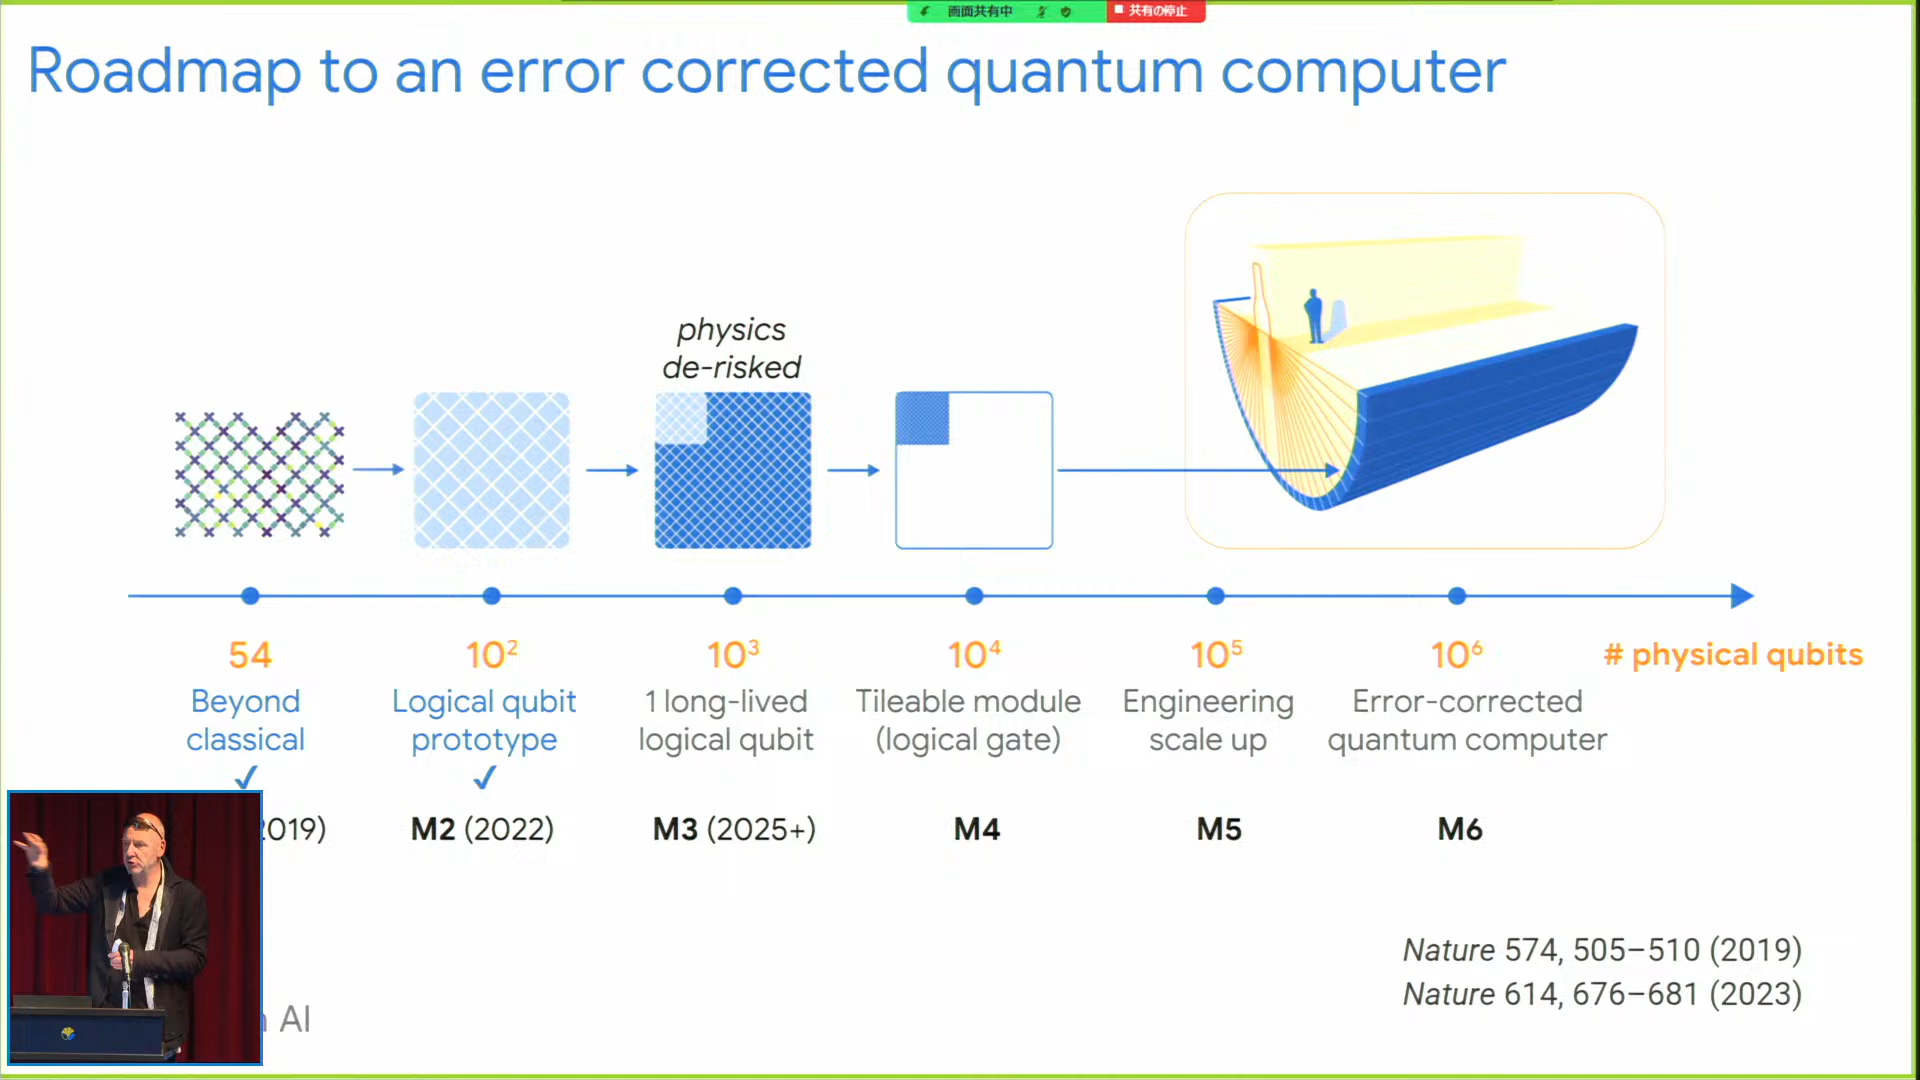 画面共有中
共有の停止
Roadmap to an error corrected quantum computer
physics
de-risked
54
10²
10³
10⁴
10⁵
10⁶
# physical qubits
Beyond
classical
✓
Logical qubit
prototype
✓
1 long-lived
logical qubit
Tileable module
(logical gate)
Engineering
scale up
Error-corrected
quantum computer
2019)
M2 (2022)
M3 (2025+)
M4
M5
M6
Nature 574, 505–510 (2019)
Nature 614, 676–681 (2023)
AI